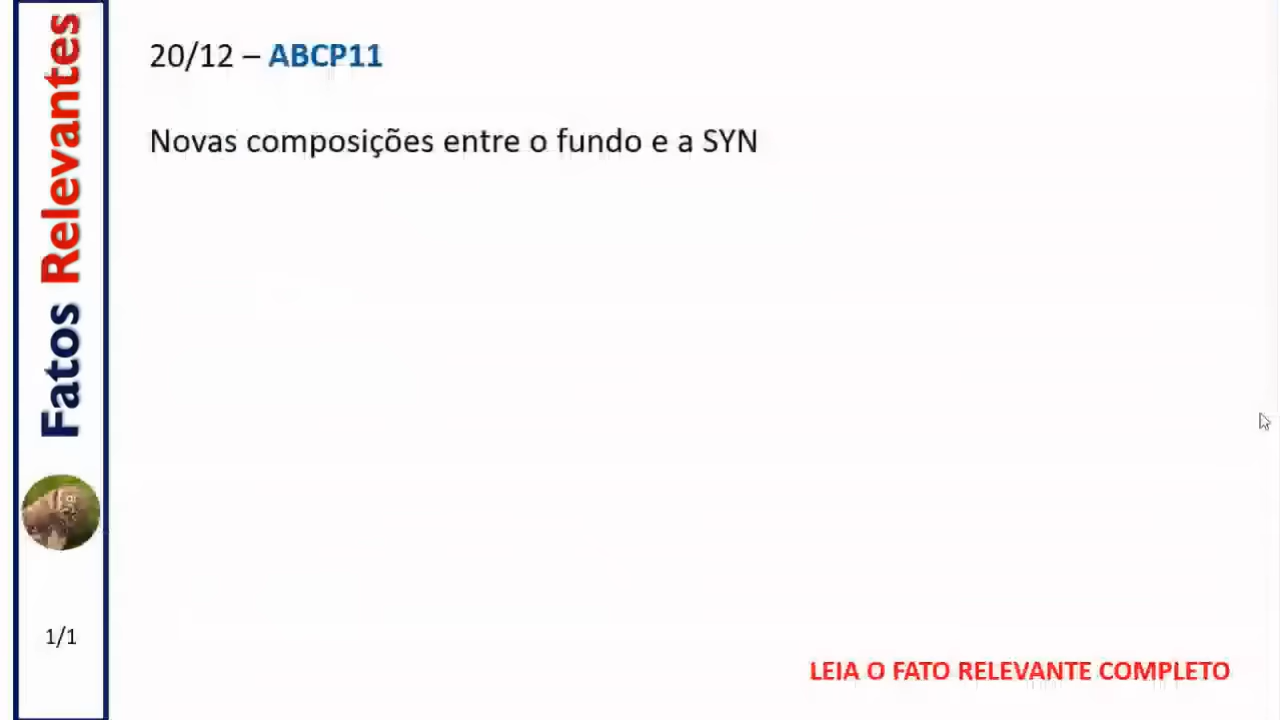 Fatos Relevantes
20/12 – ABCP11
Novas composições entre o fundo e a SYN
1/1
LEIA O FATO RELEVANTE COMPLETO